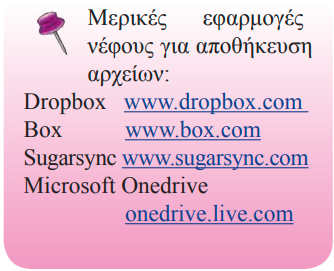 Μερικές εφαρμογές
νέφους για αποθήκευση
αρχείων:
Dropbox www.dropbox.com
Box www.box.com
Sugarsync www.sugarsync.com
Microsoft Onedrive
onedrive.live.com